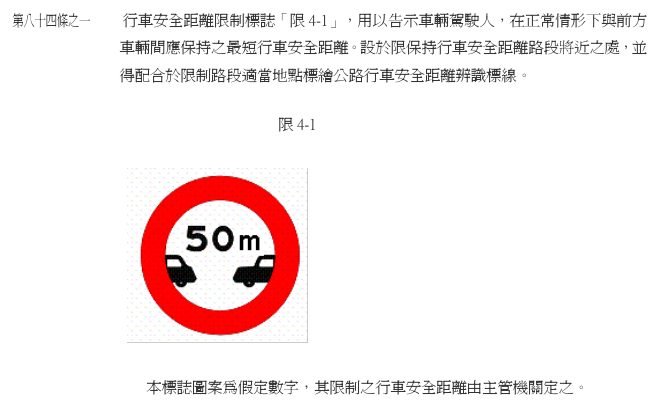 第八十四條之一 行車安全距離限制標誌「限 4-1」，用以告示車輛駕駛人，在正常情形下與前方
車輛間應保持之最短行車安全距離。設於限保持行車安全距離路段將近之處，並
得配合於限制路段適當地點標繪公路行車安全距離辨識標線。
限 4-1
50m
本標誌圖案為假定數字，其限制之行車安全距離由主管機關定之。